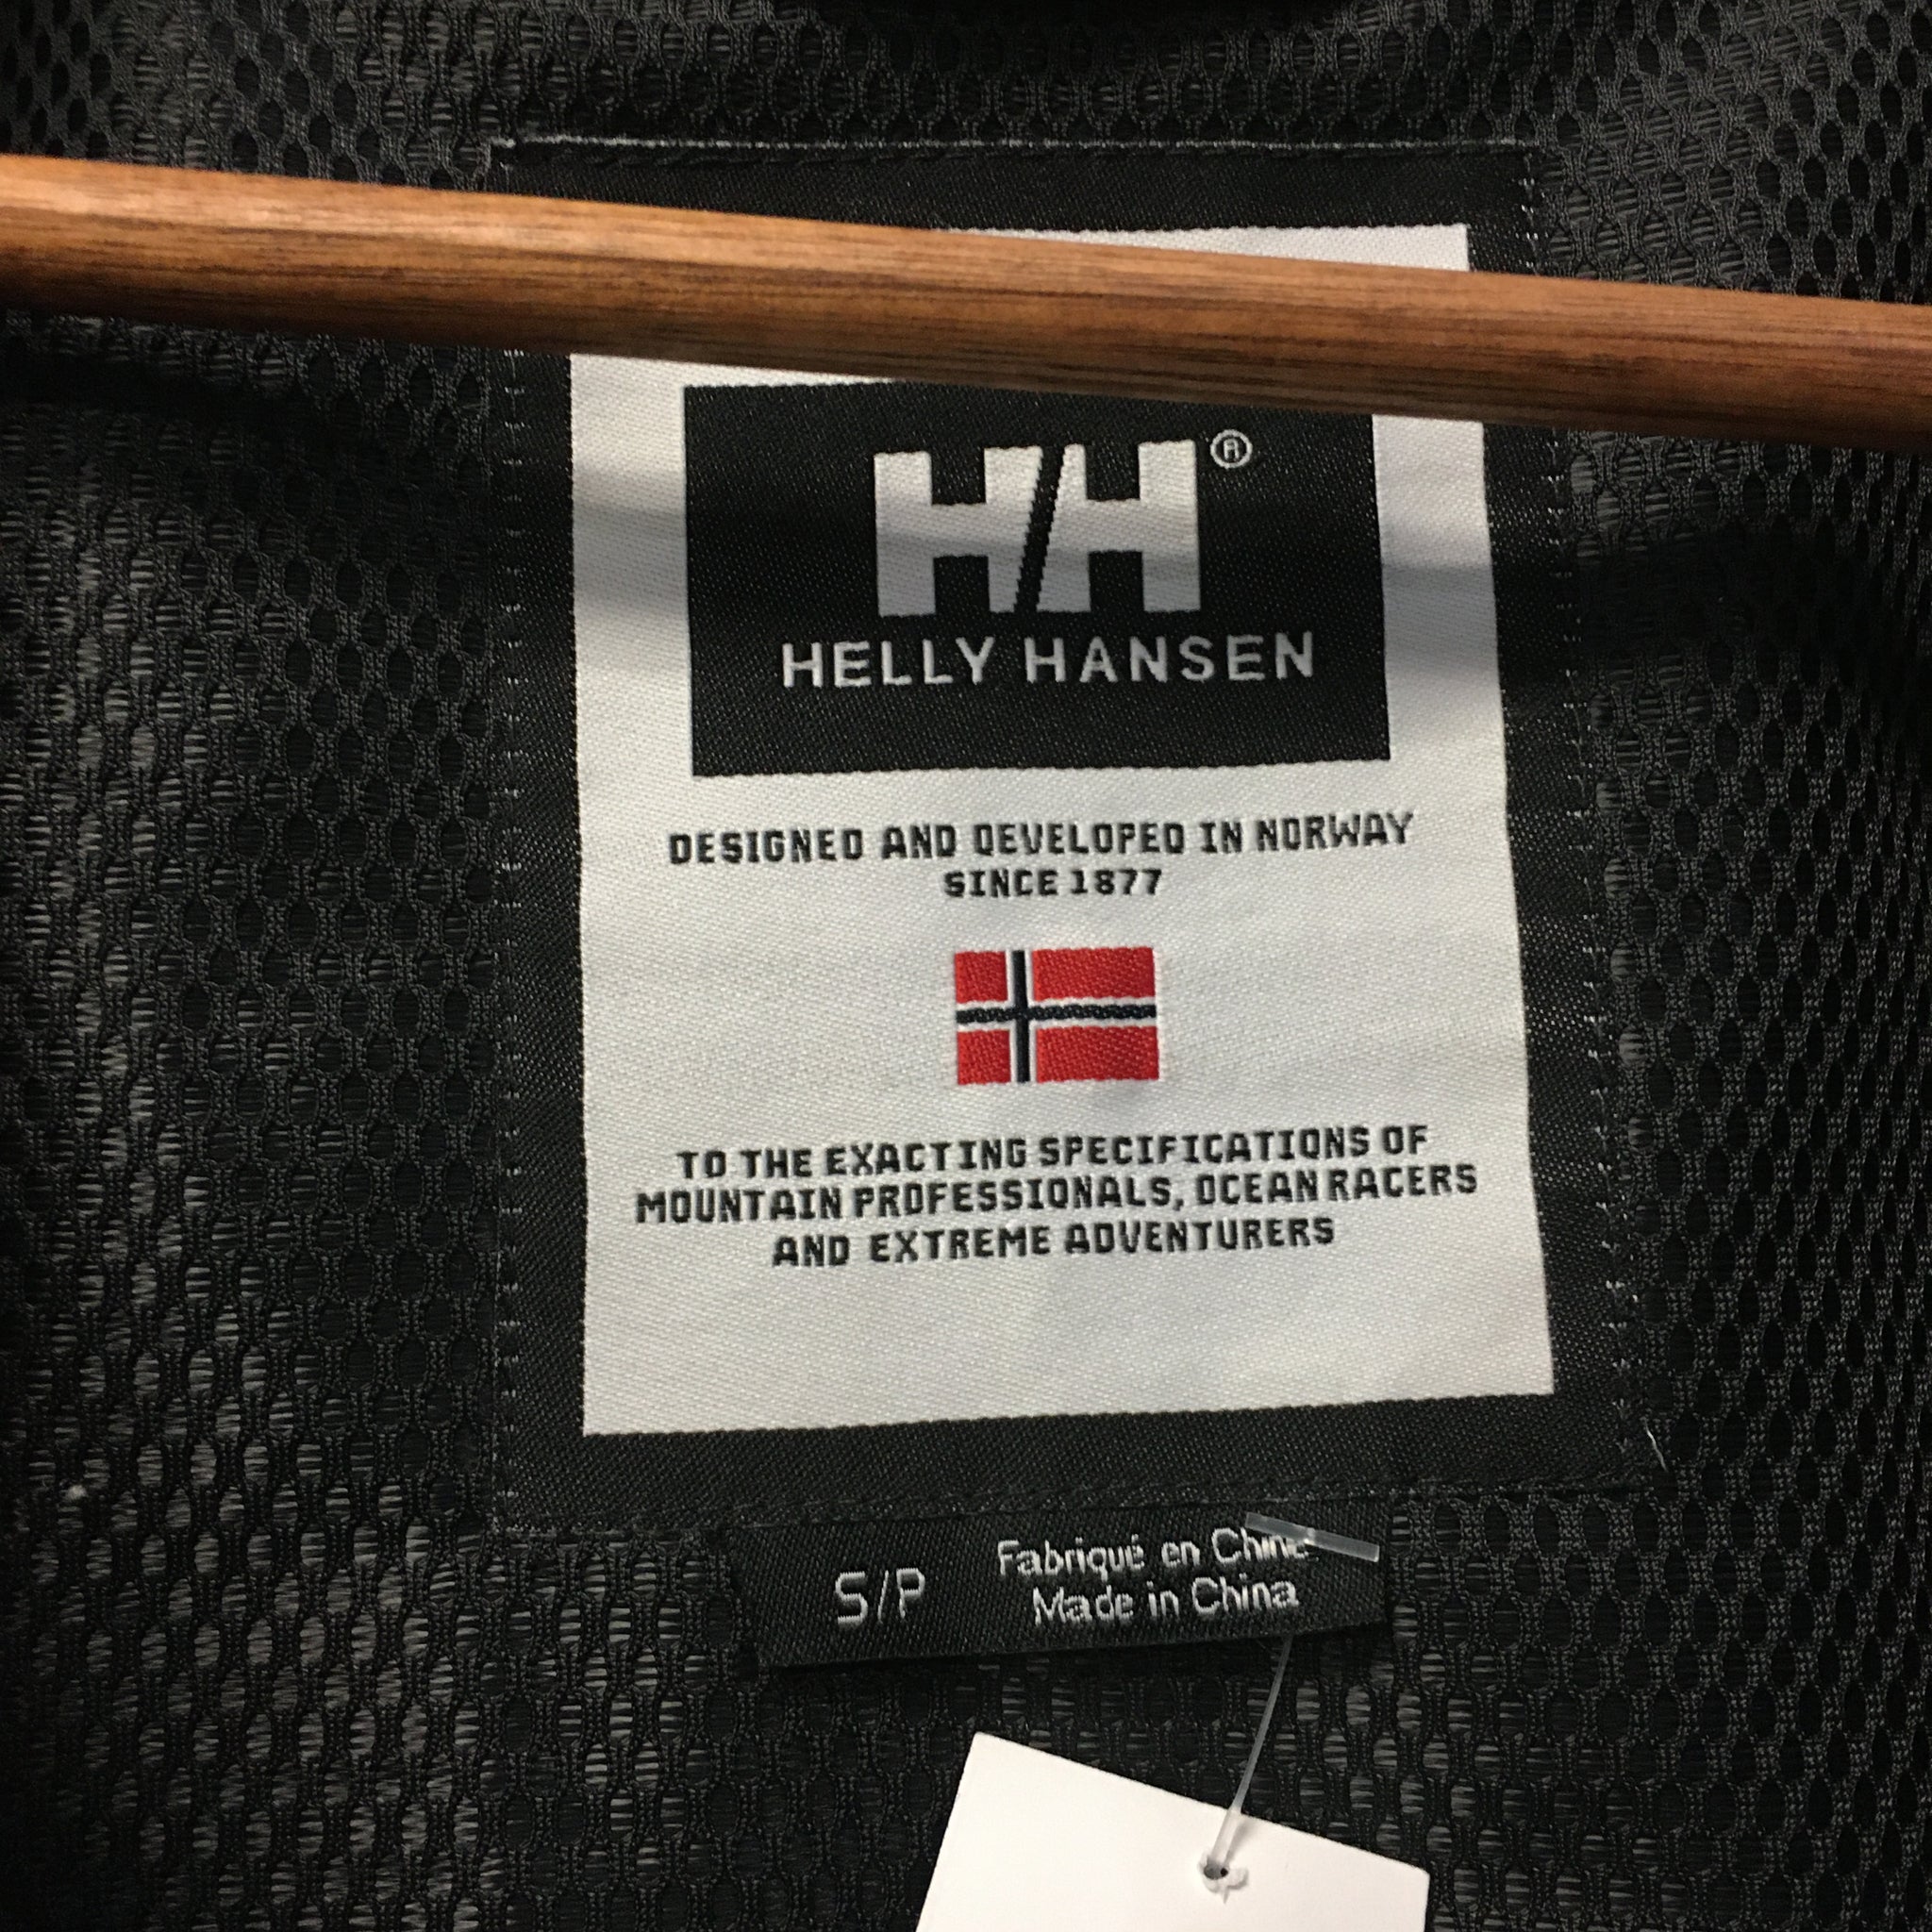 HH®
HELLY HANSEN
DESIGNED AND DEVELOPED IN NORWAY
SINCE 1877
TO THE EXACTING SPECIFICATIONS OF
MOUNTAIN PROFESSIONALS, OCEAN RACERS
AND EXTREME ADVENTURERS
S/P
Fabriqué en Chine
Made in China